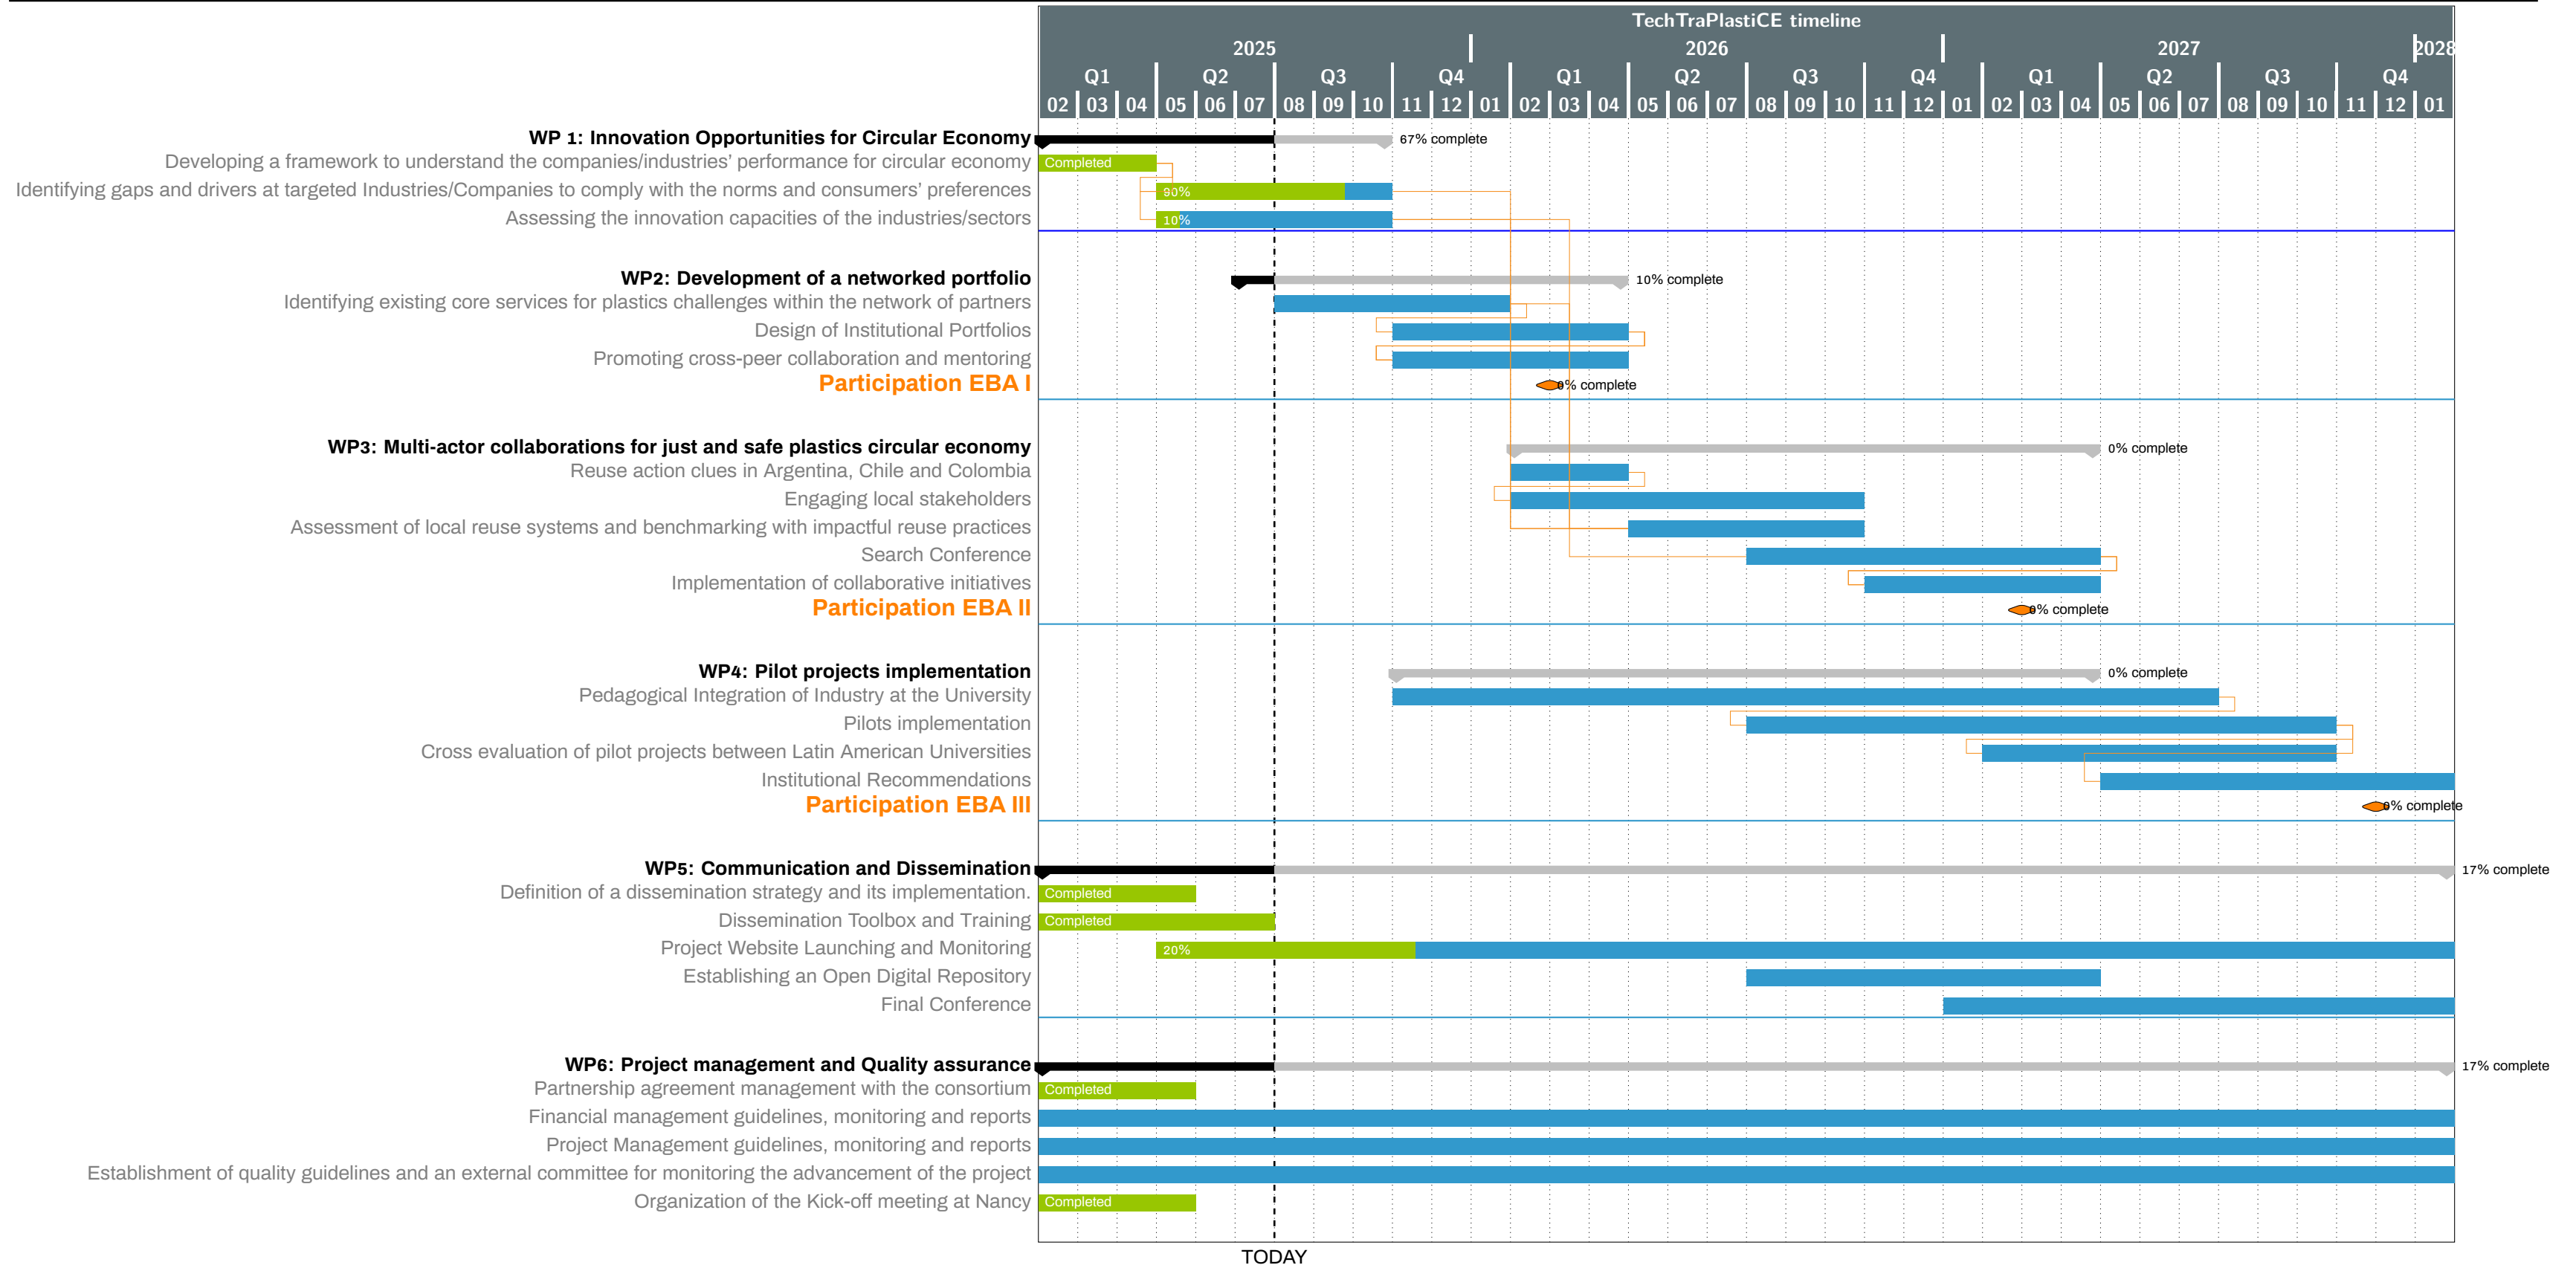 TechTraPlastiCE timeline
2025 2026 2027 2028
Q1 Q2 Q3 Q4 Q1 Q2 Q3 Q4 Q1 Q2 Q3 Q4
02 03 04 05 06 07 08 09 10 11 12 01 02 03 04 05 06 07 08 09 10 11 12 01 02 03 04 05 06 07 08 09 10 11 12 01
WP 1: Innovation Opportunities for Circular Economy 67% complete
Developing a framework to understand the companies/industries’ performance for circular economy Completed
Identifying gaps and drivers at targeted Industries/Companies to comply with the norms and consumers’ preferences 80%
Assessing the innovation capacities of the industries/sectors 10%
WP2: Development of a networked portfolio 10% complete
Identifying existing core services for plastics challenges within the network of partners
Design of Institutional Portfolios
Promoting cross-peer collaboration and mentoring
Participation EBA I 0% complete
WP3: Multi-actor collaborations for just and safe plastics circular economy 0% complete
Reuse action clues in Argentina, Chile and Colombia
Engaging local stakeholders
Assessment of local reuse systems and benchmarking with impactful reuse practices
Search Conference
Implementation of collaborative initiatives
Participation EBA II 0% complete
WP4: Pilot projects implementation 0% complete
Pedagogical Integration of Industry at the University
Pilots implementation
Cross evaluation of pilot projects between Latin American Universities
Institutional Recommendations
Participation EBA III 0% complete
WP5: Communication and Dissemination 17% complete
Definition of a dissemination strategy and its implementation. Completed
Dissemination Toolbox and Training Completed
Project Website Launching and Monitoring 20%
Establishing an Open Digital Repository
Final Conference
WP6: Project management and Quality assurance 17% complete
Partnership agreement management with the consortium Completed
Financial management guidelines, monitoring and reports
Project Management guidelines, monitoring and reports
Establishment of quality guidelines and an external committee for monitoring the advancement of the project
Organization of the Kick-off meeting at Nancy Completed
TODAY